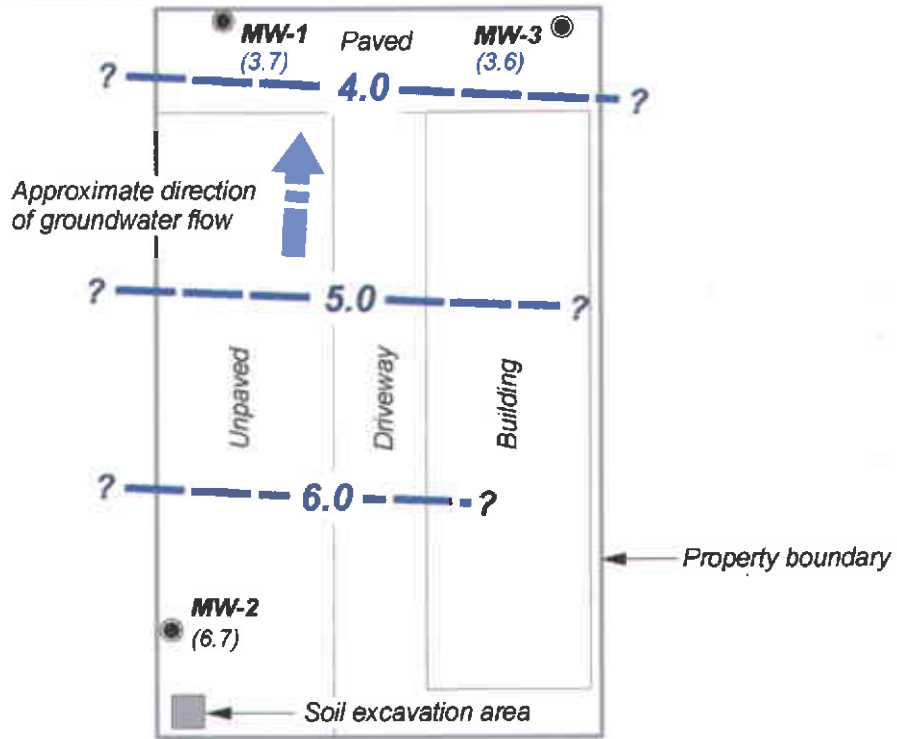 MW-1
(3.7)
Paved
MW-3
(3.6)
? 4.0 ?
Approximate direction
of groundwater flow
? 5.0 ?
Unpaved
Driveway
Building
? 6.0 ?
Property boundary
MW-2
(6.7)
Soil excavation area